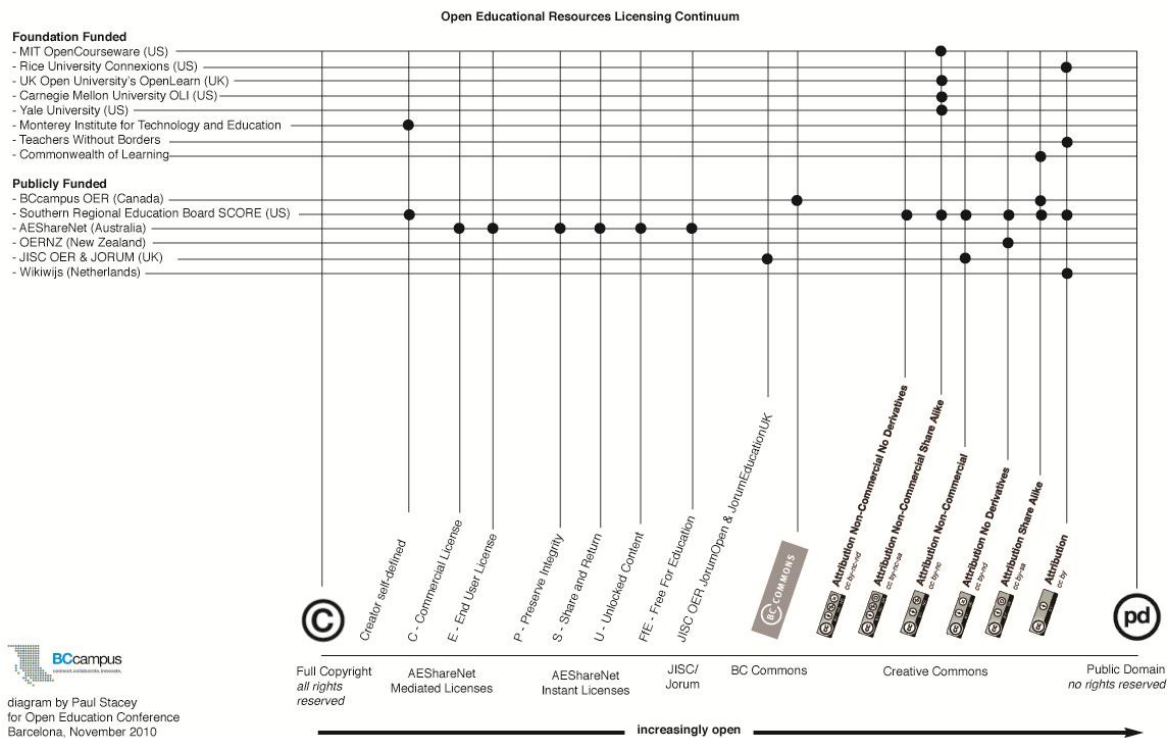 Open Educational Resources Licensing Continuum
Foundation Funded
- MIT OpenCourseware (US)
- Rice University Connexions (US)
- UK Open University's OpenLearn (UK)
- Carnegie Mellon University OLI (US)
- Yale University (US)
- Monterey Institute for Technology and Education
- Teachers Without Borders
- Commonwealth of Learning
Publicly Funded
- BCcampus OER (Canada)
- Southern Regional Education Board SCORE (US)
- AEShareNet (Australia)
- OERNZ (New Zealand)
- JISC OER & JORUM (UK)
- Wikiwijs (Netherlands)
©
Creator self-defined
C - Commercial License
E - End User License
P - Preserve Integrity
S - Share and Return
U - Unlocked Content
FfE - Free For Education
JISC OER JorumOpen & JorumEducationUK
BC COMMONS
Attribution Non-Commercial No Derivatives
cc by-nc-nd
Attribution Non-Commercial Share Alike
cc by-nc-sa
Attribution Non-Commercial
cc by-nc
Attribution No Derivatives
cc by-nd
Attribution Share Alike
cc by-sa
Attribution
cc by
pd
Full Copyright
all rights
reserved
AEShareNet
Mediated Licenses
AEShareNet
Instant Licenses
JISC/
Jorum
BC Commons
Creative Commons
Public Domain
no rights reserved
increasingly open
BCcampus
connect. collaborate. innovate.
diagram by Paul Stacey
for Open Education Conference
Barcelona, November 2010